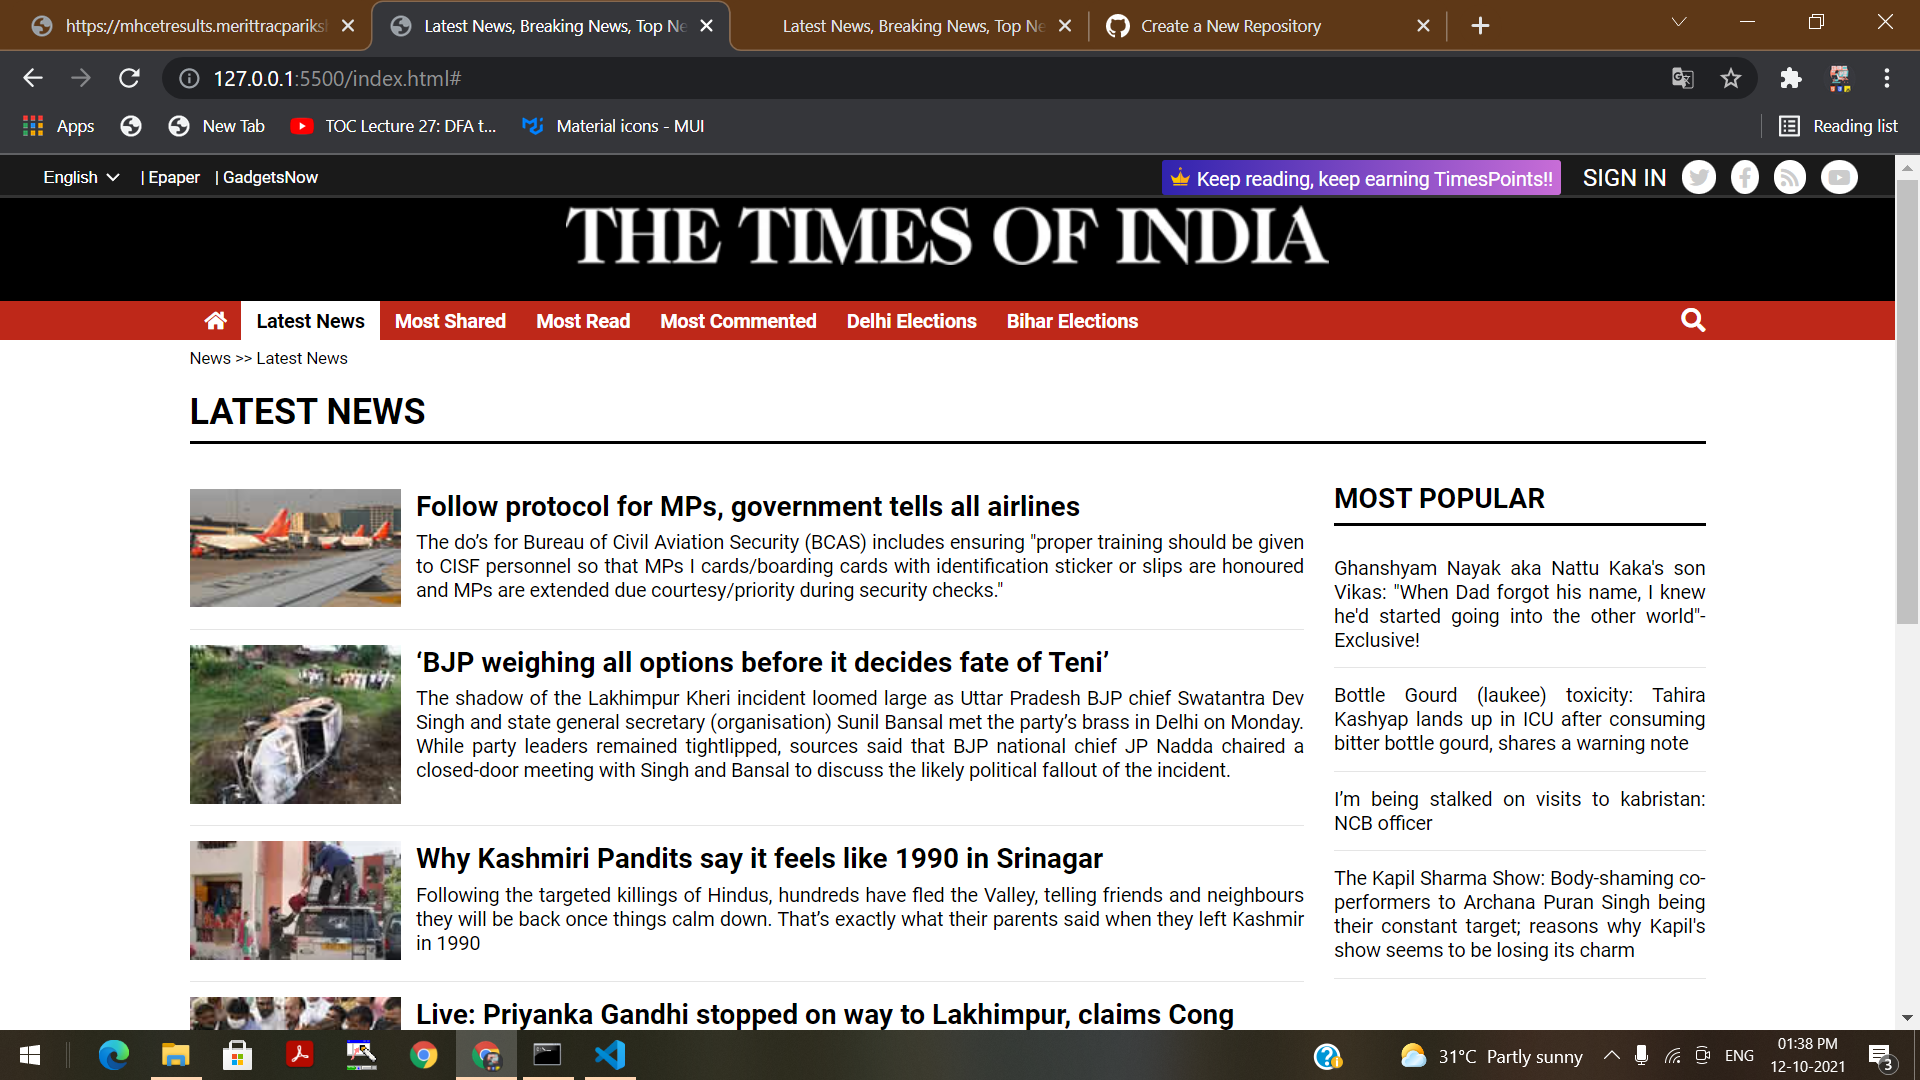 https://mhcetresults.merittracpariks
Latest News, Breaking News, Top Ne
Latest News, Breaking News, Top Ne
Create a New Repository
127.0.0.1:5500/index.html#
Apps
New Tab
TOC Lecture 27: DFA t...
Material icons - MUI
Reading list
English
| Epaper
| GadgetsNow
Keep reading, keep earning TimesPoints!!
SIGN IN
THE TIMES OF INDIA
Latest News
Most Shared
Most Read
Most Commented
Delhi Elections
Bihar Elections
News >> Latest News
LATEST NEWS
Follow protocol for MPs, government tells all airlines
The do’s for Bureau of Civil Aviation Security (BCAS) includes ensuring "proper training should be given
to CISF personnel so that MPs I cards/boarding cards with identification sticker or slips are honoured
and MPs are extended due courtesy/priority during security checks."
‘BJP weighing all options before it decides fate of Teni’
The shadow of the Lakhimpur Kheri incident loomed large as Uttar Pradesh BJP chief Swatantra Dev
Singh and state general secretary (organisation) Sunil Bansal met the party’s brass in Delhi on Monday.
While party leaders remained tightlipped, sources said that BJP national chief JP Nadda chaired a
closed-door meeting with Singh and Bansal to discuss the likely political fallout of the incident.
Why Kashmiri Pandits say it feels like 1990 in Srinagar
Following the targeted killings of Hindus, hundreds have fled the Valley, telling friends and neighbours
they will be back once things calm down. That’s exactly what their parents said when they left Kashmir
in 1990
Live: Priyanka Gandhi stopped on way to Lakhimpur, claims Cong
MOST POPULAR
Ghanshyam Nayak aka Nattu Kaka's son
Vikas: "When Dad forgot his name, I knew
he'd started going into the other world"-
Exclusive!
Bottle Gourd (laukee) toxicity: Tahira
Kashyap lands up in ICU after consuming
bitter bottle gourd, shares a warning note
I’m being stalked on visits to kabristan:
NCB officer
The Kapil Sharma Show: Body-shaming co-
performers to Archana Puran Singh being
their constant target; reasons why Kapil's
show seems to be losing its charm
31°C Partly sunny
ENG
01:38 PM
12-10-2021
3